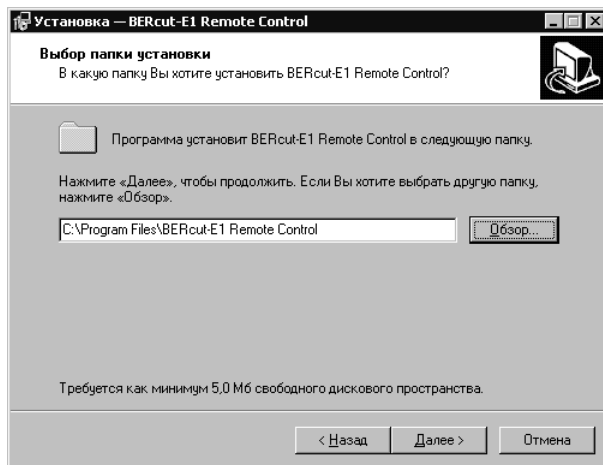 Установка — BERcut-E1 Remote Control
Выбор папки установки
В какую папку Вы хотите установить BERcut-E1 Remote Control?
Программа установит BERcut-E1 Remote Control в следующую папку.
Нажмите «Далее», чтобы продолжить. Если Вы хотите выбрать другую папку,
нажмите «Обзор».
C:\Program Files\BERcut-E1 Remote Control
Обзор...
Требуется как минимум 5,0 Мб свободного дискового пространства.
< Назад
Далее >
Отмена